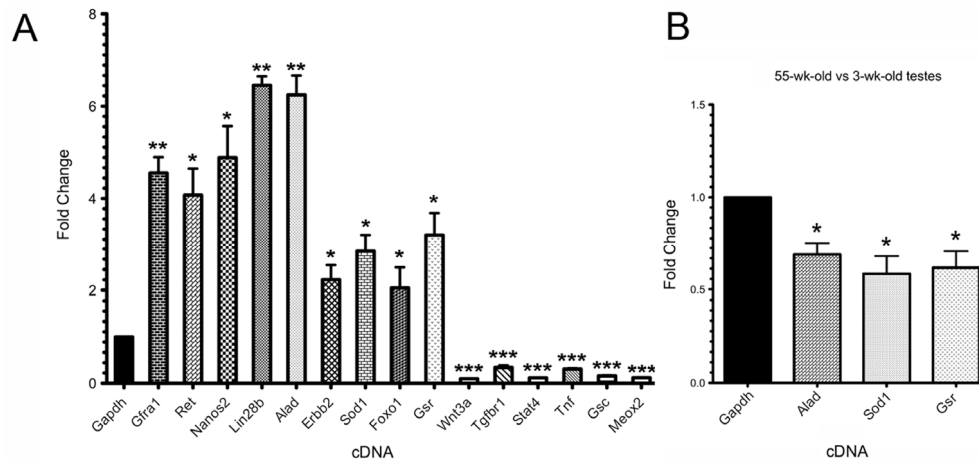 A
Fold Change
8
6
4
2
0
**
*
*
**
**
*
*
*
*
***
***
***
***
***
***
Gapdh
Gfra1
Ret
Nanos2
Lin28b
Alad
Erbb2
Sod1
Foxo1
Gsr
Wnt3a
Tgfbr1
Stat4
Tnf
Gsc
Meox2
cDNA
B
55-wk-old vs 3-wk-old testes
Fold Change
1.5
1.0
0.5
0.0
*
*
*
Gapdh
Alad
Sod1
Gsr
cDNA